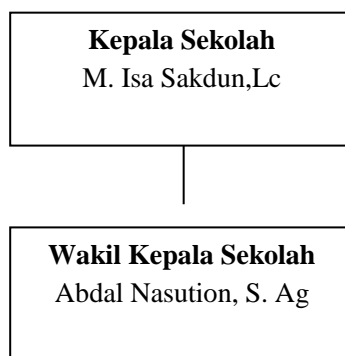 Kepala Sekolah
M. Isa Sakdun,Lc
Wakil Kepala Sekolah
Abdal Nasution, S. Ag